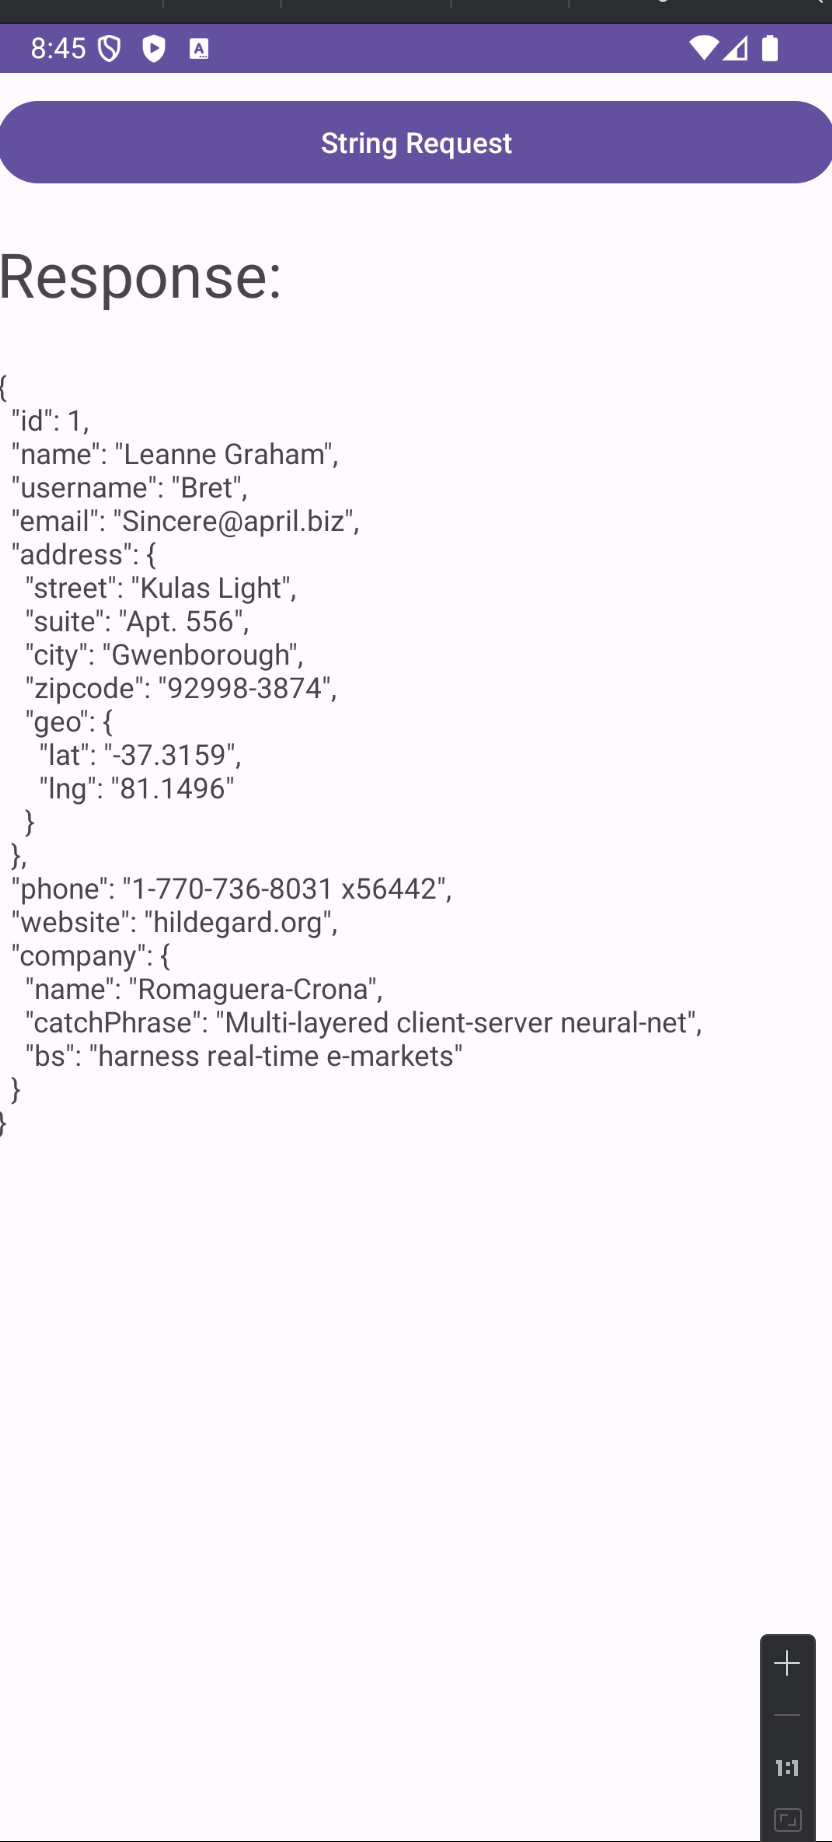 8:45
String Request
Response:
{
"id": 1,
"name": "Leanne Graham",
"username": "Bret",
"email": "Sincere@april.biz",
"address": {
"street": "Kulas Light",
"suite": "Apt. 556",
"city": "Gwenborough",
"zipcode": "92998-3874",
"geo": {
"lat": "-37.3159",
"lng": "81.1496"
}
},
"phone": "1-770-736-8031 x56442",
"website": "hildegard.org",
"company": {
"name": "Romaguera-Crona",
"catchPhrase": "Multi-layered client-server neural-net",
"bs": "harness real-time e-markets"
}
}
1:1